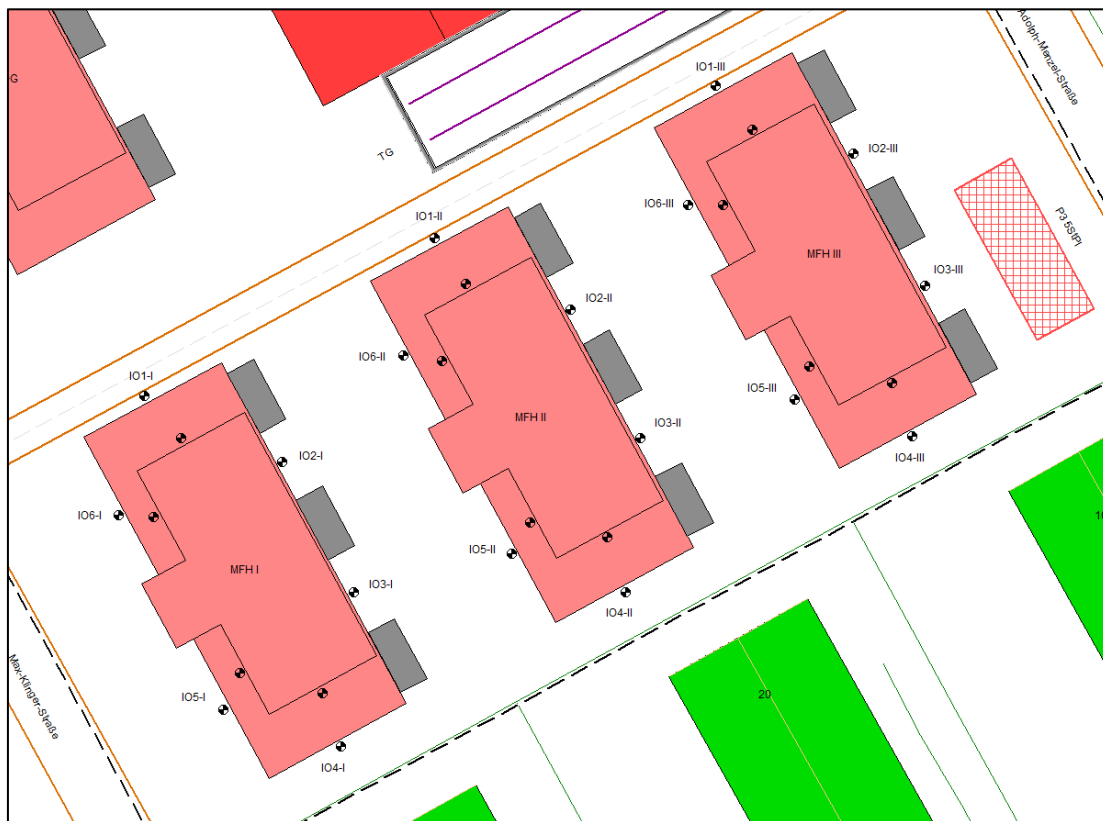 Adolph-Menzel-Straße
IO1-III
TG
IO2-III
IO6-III
P3 5StPl
IO1-II
MFH III
IO3-III
IO2-II
IO6-II
IO1-I
IO5-III
MFH II
IO3-II
IO4-III
IO2-I
IO6-I
IO5-II
MFH I
IO4-II
IO3-I
Max-Klinger-Straße
20
IO5-I
IO4-I